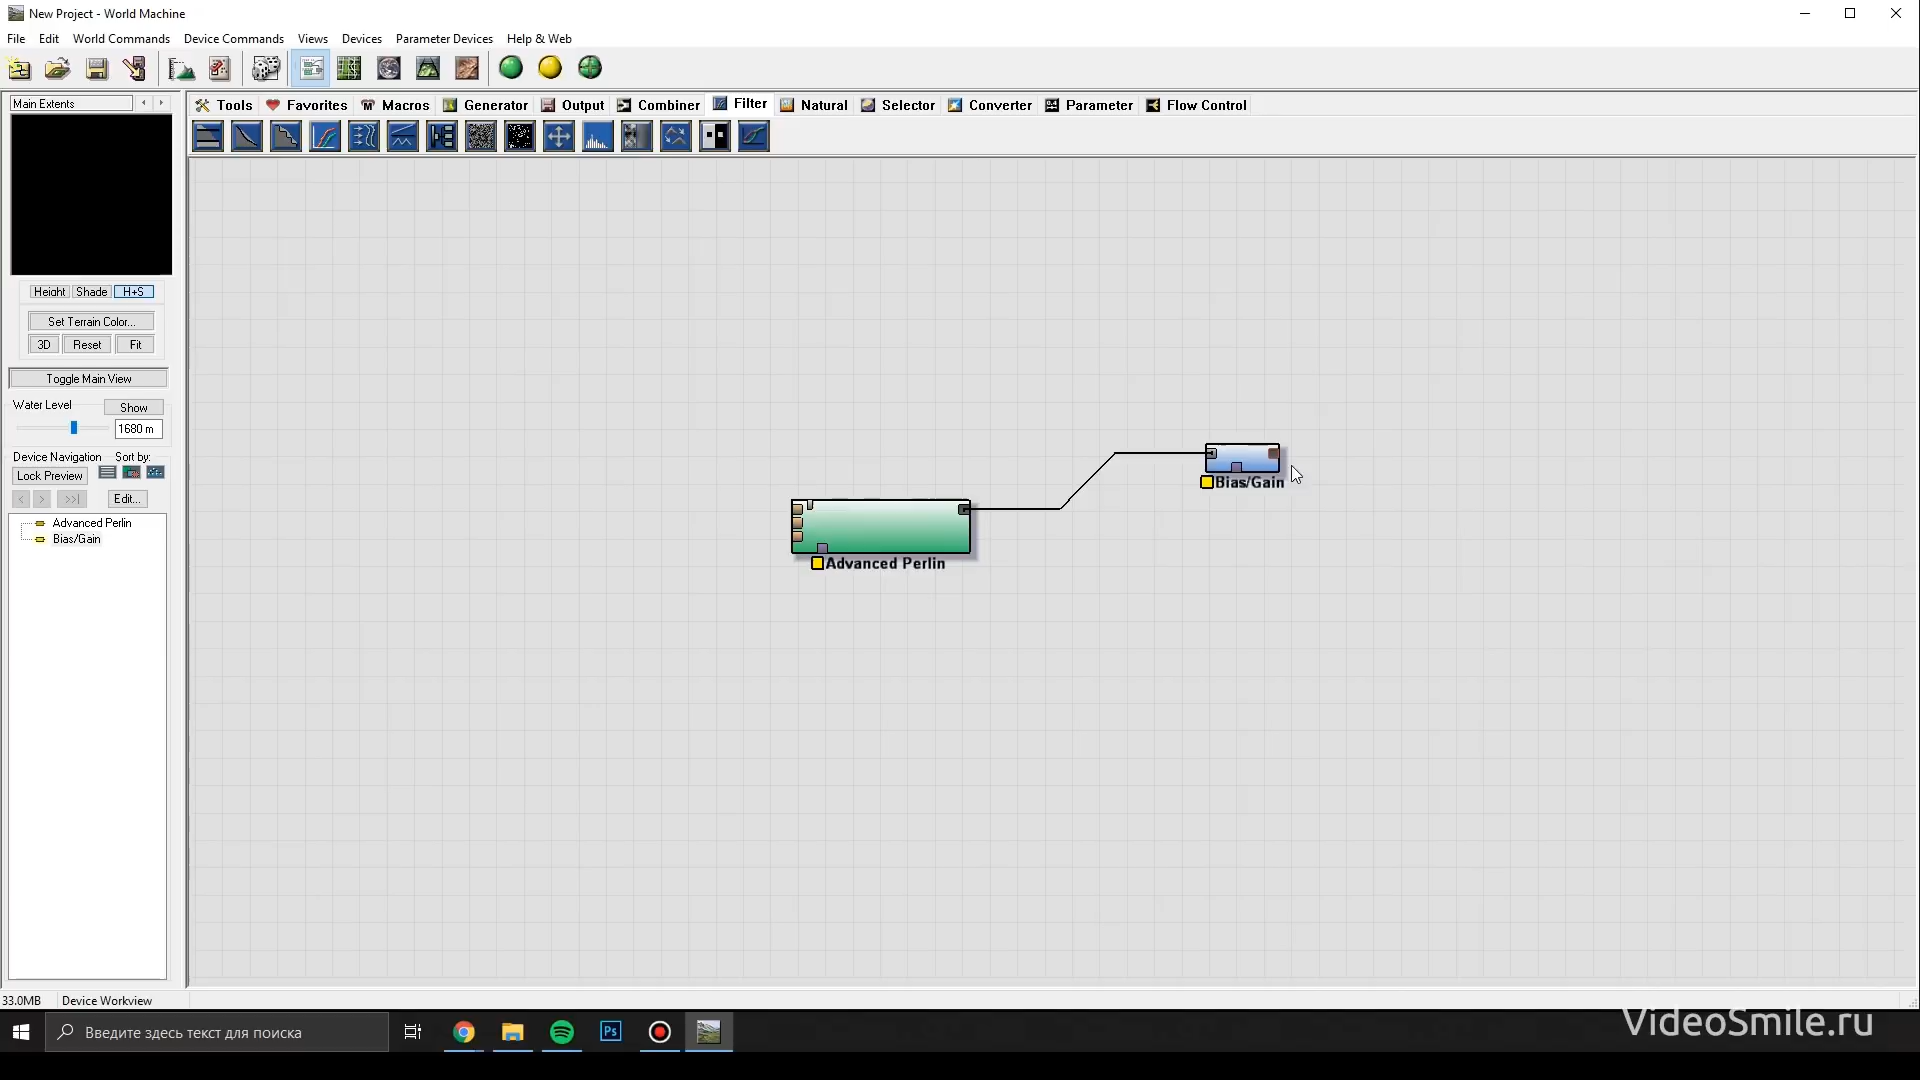 New Project - World Machine
File Edit World Commands Device Commands Views Devices Parameter Devices Help & Web
Main Extents
Tools Favorites Macros Generator Output Combiner Filter Natural Selector Converter Parameter Flow Control
Height Shade H+S
Set Terrain Color...
3D Reset Fit
Toggle Main View
Water Level Show
1680 m
Device Navigation Sort by:
Lock Preview
< > >>| Edit...
Advanced Perlin
Bias/Gain
Bias/Gain
Advanced Perlin
33.0MB Device Workview
Введите здесь текст для поиска
Ps
VideoSmile.ru